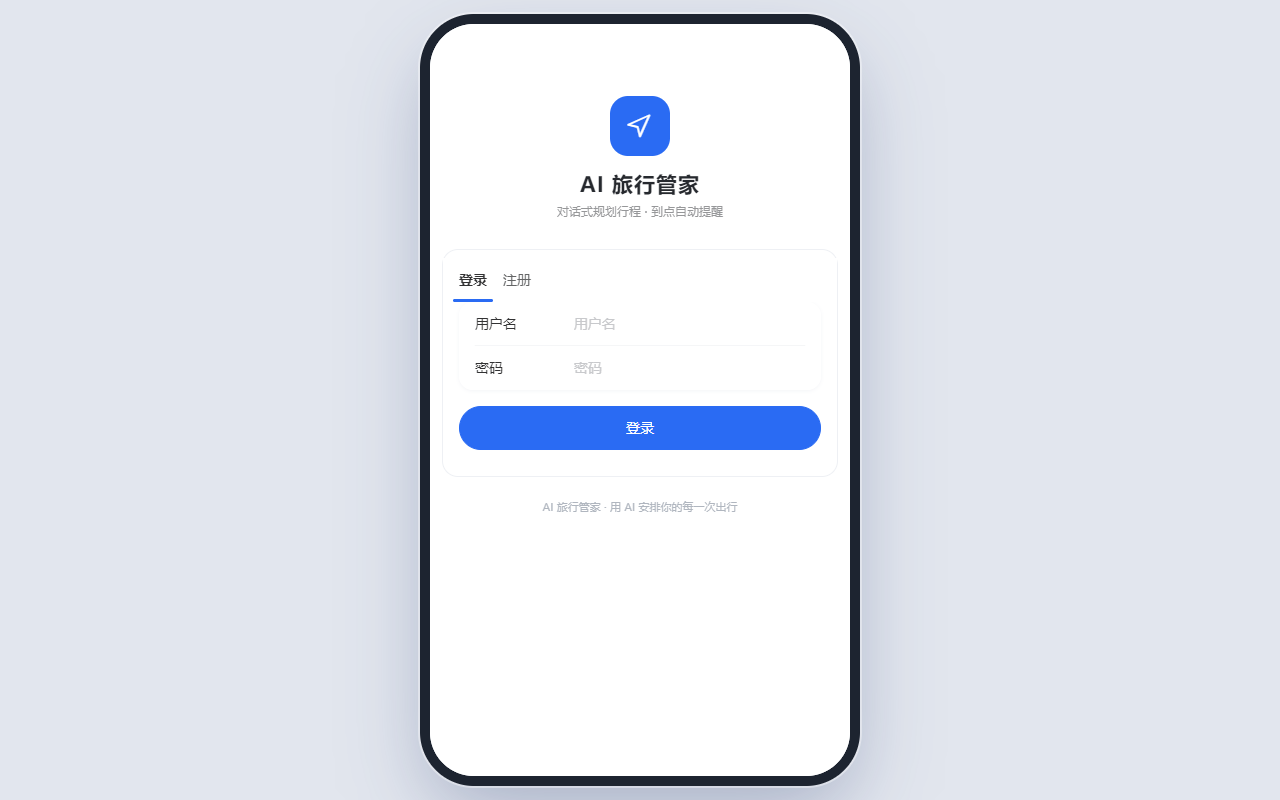 AI 旅行管家
对话式规划行程 · 到点自动提醒
登录 注册
用户名 用户名
密码 密码
登录
AI 旅行管家 · 用 AI 安排你的每一次出行